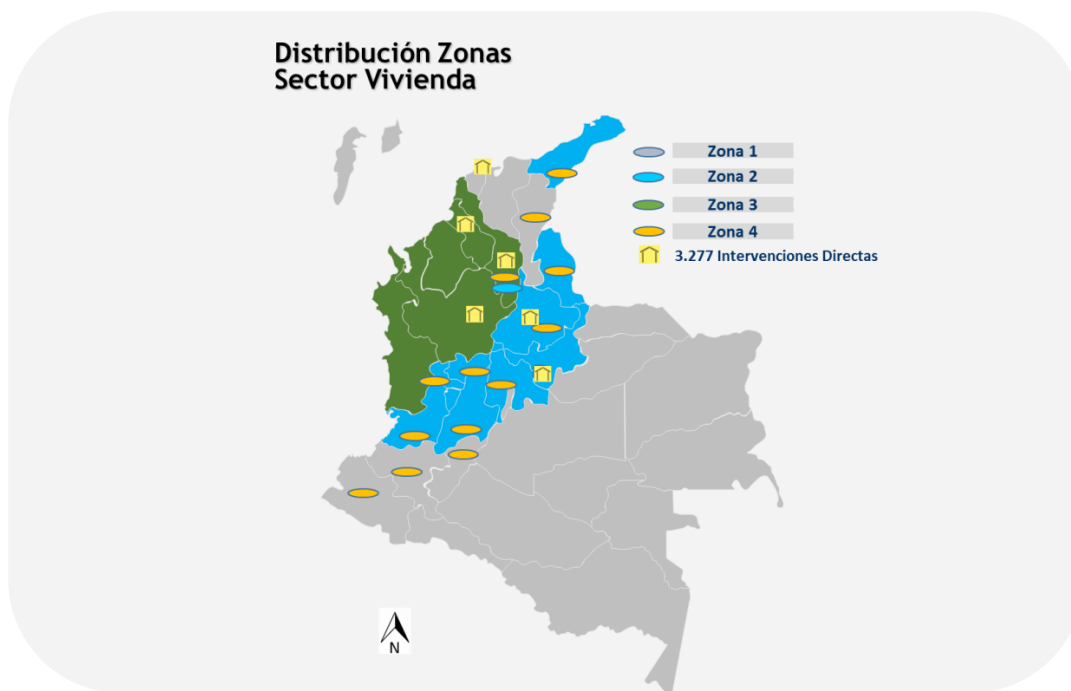 Distribución Zonas
Sector Vivienda
Zona 1
Zona 2
Zona 3
Zona 4
3.277 Intervenciones Directas
N